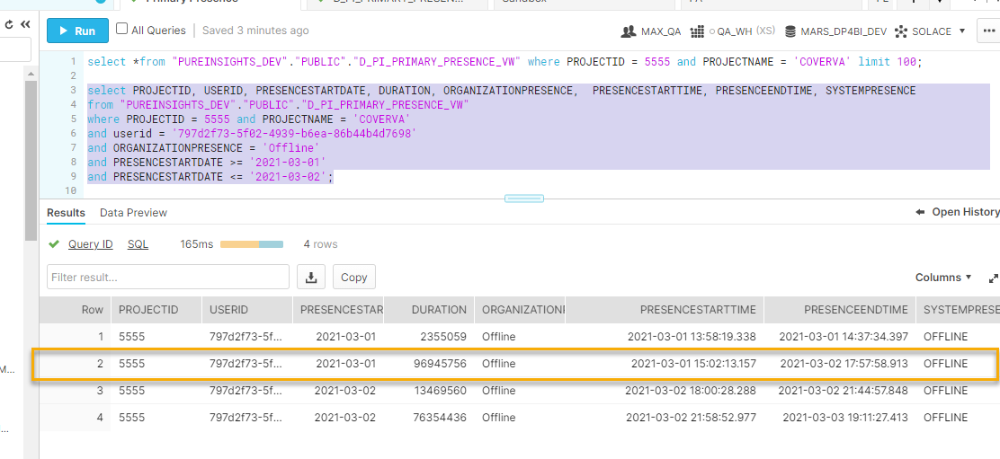 Primary Presence
D_PI_PRIMARY_PRESEN...
Sandbox
Run
All Queries
Saved 3 minutes ago
MAX_QA
QA_WH (XS)
MARS_DP4BI_DEV
SOLACE
...
1 select *from "PUREINSIGHTS_DEV"."PUBLIC"."D_PI_PRIMARY_PRESENCE_VW" where PROJECTID = 5555 and PROJECTNAME = 'COVERVA' limit 100;
2
3 select PROJECTID, USERID, PRESENCESTARTDATE, DURATION, ORGANIZATIONPRESENCE,  PRESENCESTARTTIME, PRESENCEENDTIME, SYSTEMPRESENCE
4 from "PUREINSIGHTS_DEV"."PUBLIC"."D_PI_PRIMARY_PRESENCE_VW"
5 where PROJECTID = 5555 and PROJECTNAME = 'COVERVA'
6 and userid = '797d2f73-5f02-4939-b6ea-86b44b4d7698'
7 and ORGANIZATIONPRESENCE = 'Offline'
8 and PRESENCESTARTDATE >= '2021-03-01'
9 and PRESENCESTARTDATE <= '2021-03-02';
10
Results Data Preview
Open History
Query ID SQL 165ms 4 rows
Filter result...
Copy
Columns
Row PROJECTID USERID PRESENCESTAR DURATION ORGANIZATIONI PRESENCESTARTTIME PRESENCEENDTIME SYSTEMPRESE
1 5555 797d2f73-5f... 2021-03-01 2355059 Offline 2021-03-01 13:58:19.338 2021-03-01 14:37:34.397 OFFLINE
2 5555 797d2f73-5f... 2021-03-01 96945756 Offline 2021-03-01 15:02:13.157 2021-03-02 17:57:58.913 OFFLINE
3 5555 797d2f73-5f... 2021-03-02 13469560 Offline 2021-03-02 18:00:28.288 2021-03-02 21:44:57.848 OFFLINE
4 5555 797d2f73-5f... 2021-03-02 76354436 Offline 2021-03-02 21:58:52.977 2021-03-03 19:11:27.413 OFFLINE
M...
...